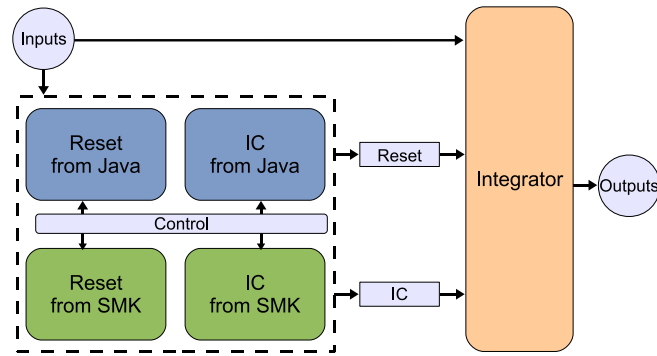 Inputs
Reset
from Java
IC
from Java
Reset
Integrator
Outputs
Control
Reset
from SMK
IC
from SMK
IC